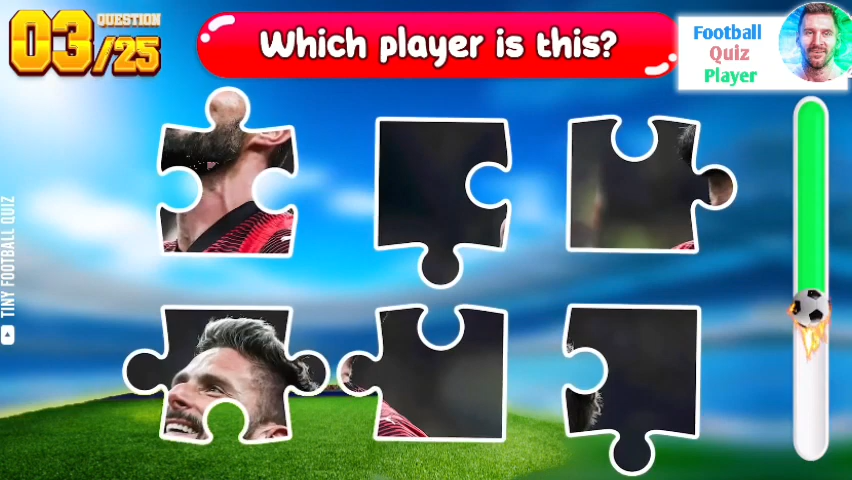 QUESTION
03/25
Which player is this?
Football
Quiz
Player
TINY FOOTBALL QUIZ